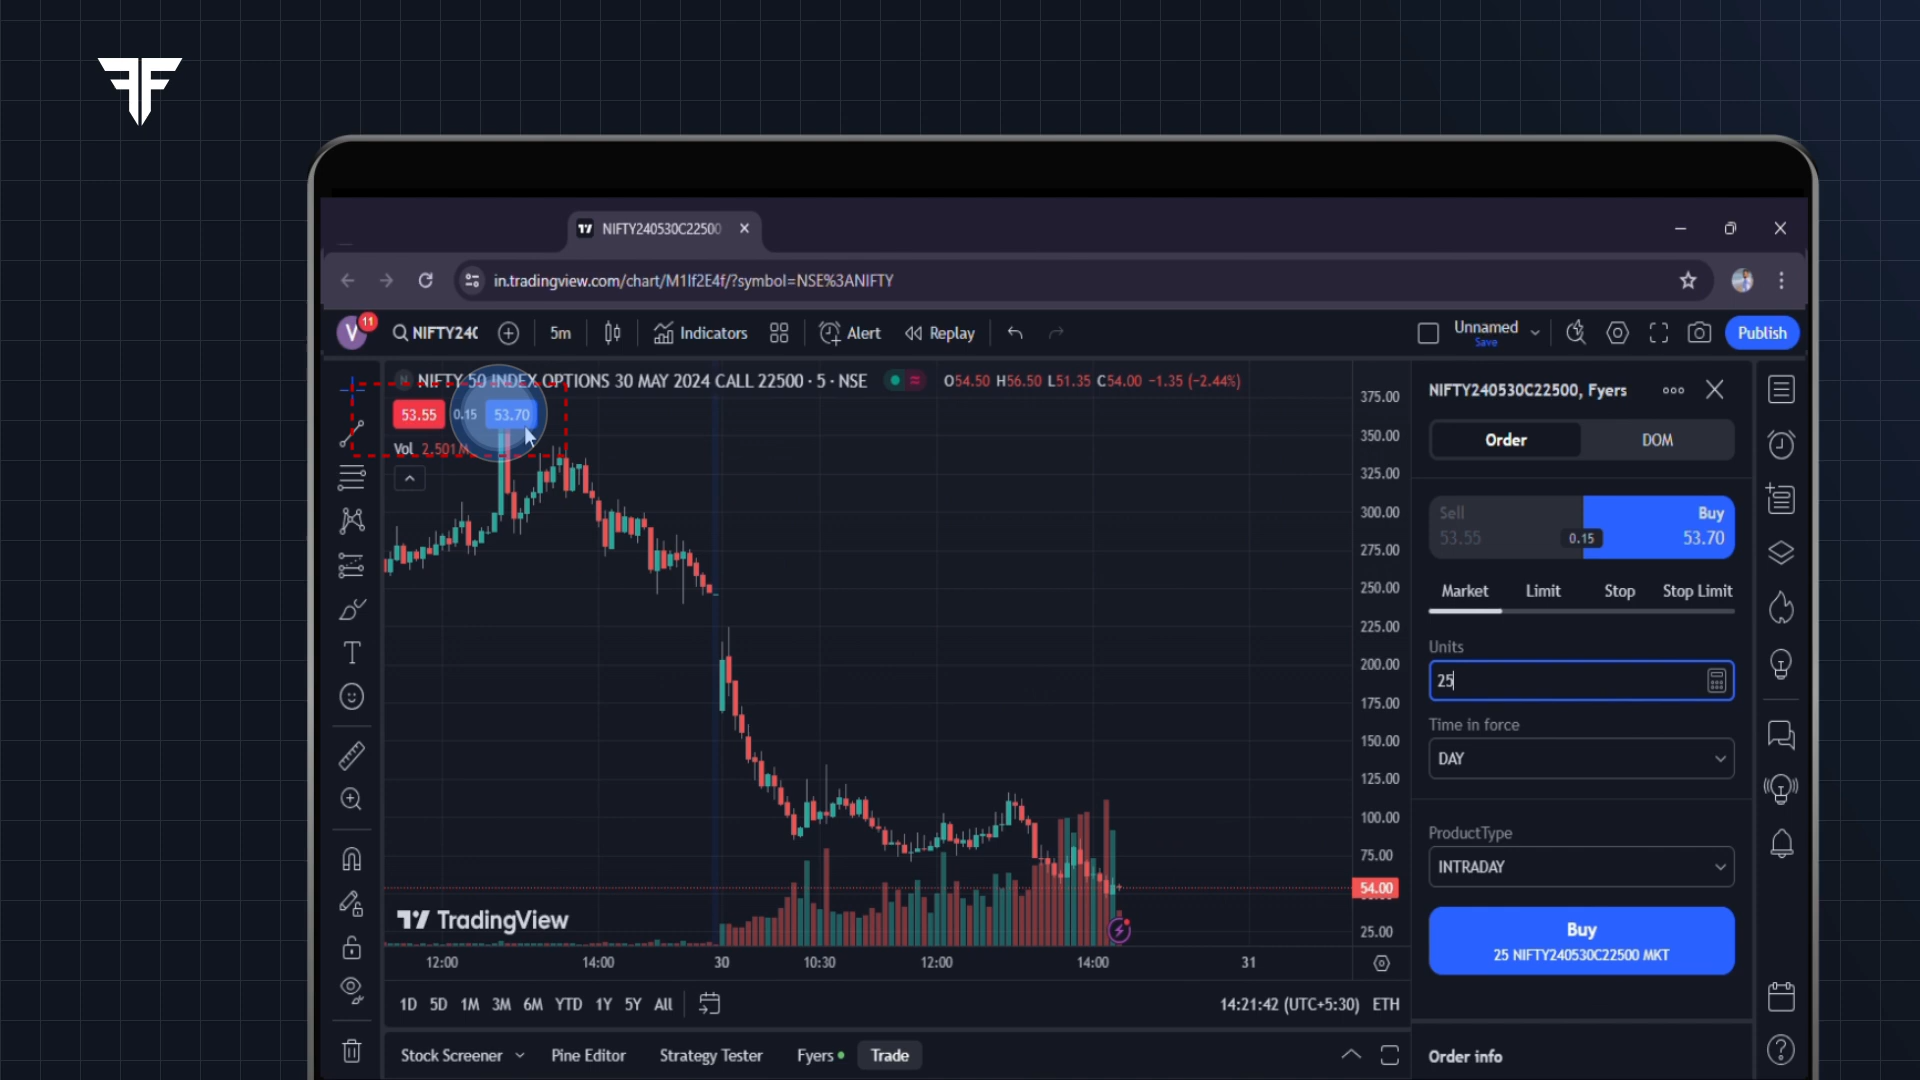 NIFTY240530C22500
in.tradingview.com/chart/M1If2E4f/?symbol=NSE%3ANIFTY
V 11 NIFTY24 5m Indicators Alert Replay Unnamed Save Publish
NIFTY 50 INDEX OPTIONS 30 MAY 2024 CALL 22500 · 5 · NSE O54.50 H56.50 L51.35 C54.00 -1.35 (-2.44%)
53.55 0.15 53.70
Vol 2.501M
375.00
350.00
325.00
300.00
275.00
250.00
225.00
200.00
175.00
150.00
125.00
100.00
75.00
54.00
25.00
TradingView
12:00 14:00 30 10:30 12:00 14:00 31
1D 5D 1M 3M 6M YTD 1Y 5Y All 14:21:42 (UTC+5:30) ETH
Stock Screener Pine Editor Strategy Tester Fyers Trade
NIFTY240530C22500, Fyers
Order DOM
Sell Buy
53.55 0.15 53.70
Market Limit Stop Stop Limit
Units
25
Time in force
DAY
ProductType
INTRADAY
Buy
25 NIFTY240530C22500 MKT
Order info